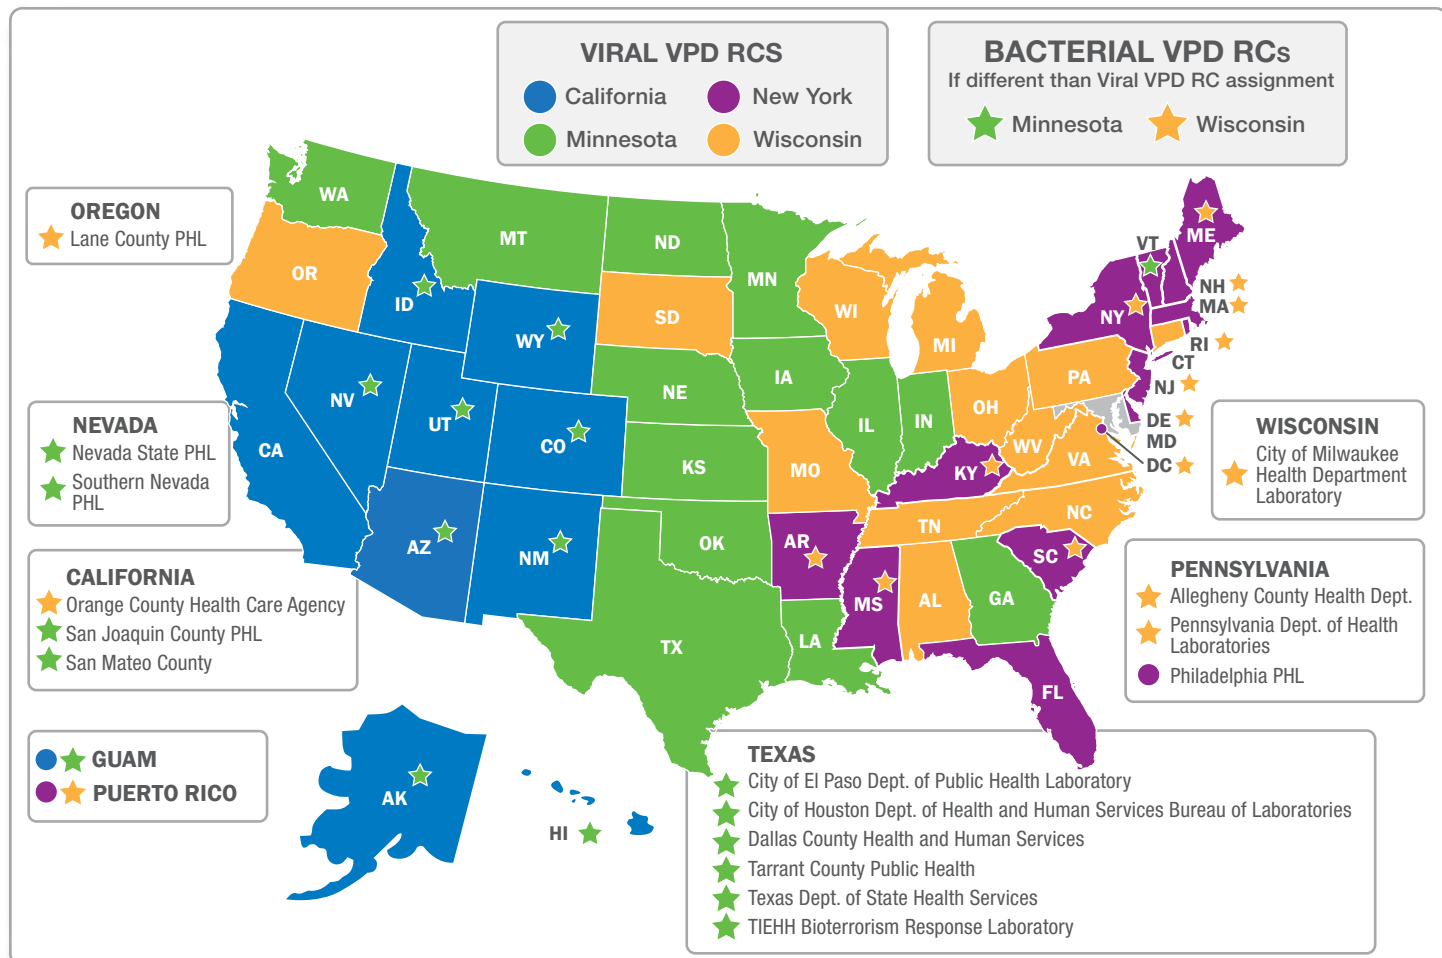 VIRAL VPD RCS
California
New York
Minnesota
Wisconsin
BACTERIAL VPD RCs
If different than Viral VPD RC assignment
Minnesota
Wisconsin
OREGON
Lane County PHL
NEVADA
Nevada State PHL
Southern Nevada
PHL
CALIFORNIA
Orange County Health Care Agency
San Joaquin County PHL
San Mateo County
GUAM
PUERTO RICO
WA
OR
ID
MT
ND
SD
MN
WI
MI
WY
NV
UT
CO
CA
AZ
NM
NE
KS
OK
TX
IA
MO
AR
LA
IL
IN
OH
KY
TN
MS
AL
GA
FL
SC
NC
VA
WV
PA
NY
VT
ME
NH
MA
RI
CT
NJ
DE
MD
DC
AK
HI
WISCONSIN
City of Milwaukee
Health Department
Laboratory
PENNSYLVANIA
Allegheny County Health Dept.
Pennsylvania Dept. of Health
Laboratories
Philadelphia PHL
TEXAS
City of El Paso Dept. of Public Health Laboratory
City of Houston Dept. of Health and Human Services Bureau of Laboratories
Dallas County Health and Human Services
Tarrant County Public Health
Texas Dept. of State Health Services
TIEHH Bioterrorism Response Laboratory